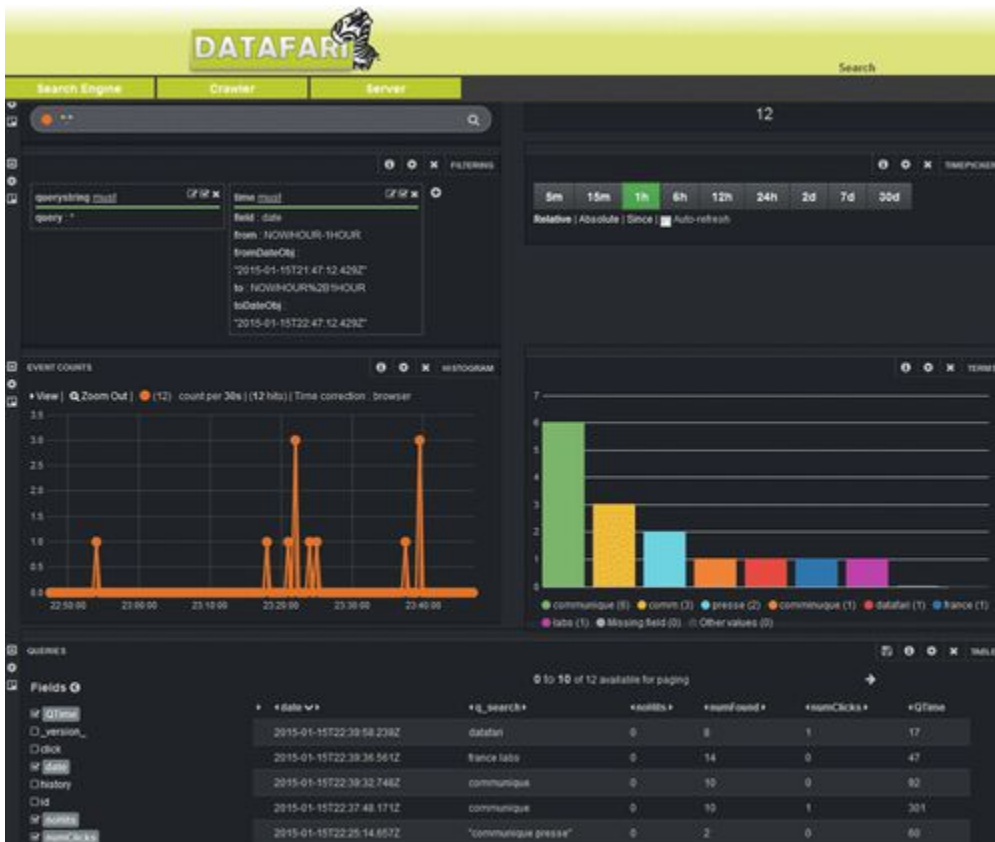 DATAFARI
Search
Search Engine Crawler Server
*:*
12
FILTERING
TIMEPICKER
querystring must
query : *
time must
field : date
from : NOW/HOUR-1HOUR
fromDateObj :
"2015-01-15T21:47:12.429Z"
to : NOW/HOUR%2B1HOUR
toDateObj :
"2015-01-15T22:47:12.429Z"
5m 15m 1h 6h 12h 24h 2d 7d 30d
Relative | Absolute | Since | Auto-refresh
EVENT COUNTS
HISTOGRAM
View | Zoom Out | (12) count per 30s | (12 hits) | Time correction : browser
3.5
3.0
2.5
2.0
1.5
1.0
0.5
0.0
22:50:00 23:00:00 23:10:00 23:20:00 23:30:00 23:40:00
TERMS
7
6
5
4
3
2
1
0
communique (6) comm (3) presse (2) comminuque (1) datafari (1) france (1)
labs (1) Missing field (0) Other values (0)
QUERIES
TABLE
0 to 10 of 12 available for paging
Fields
QTime
_version_
click
date
history
id
noHits
numClicks
date q_search noHits numFound numClicks QTime
2015-01-15T22:39:58.239Z datafari 0 8 1 17
2015-01-15T22:39:36.561Z france labs 0 14 0 47
2015-01-15T22:39:32.746Z communique 0 10 0 92
2015-01-15T22:37:48.171Z communique 0 10 1 301
2015-01-15T22:25:14.657Z "communique presse" 0 2 0 60